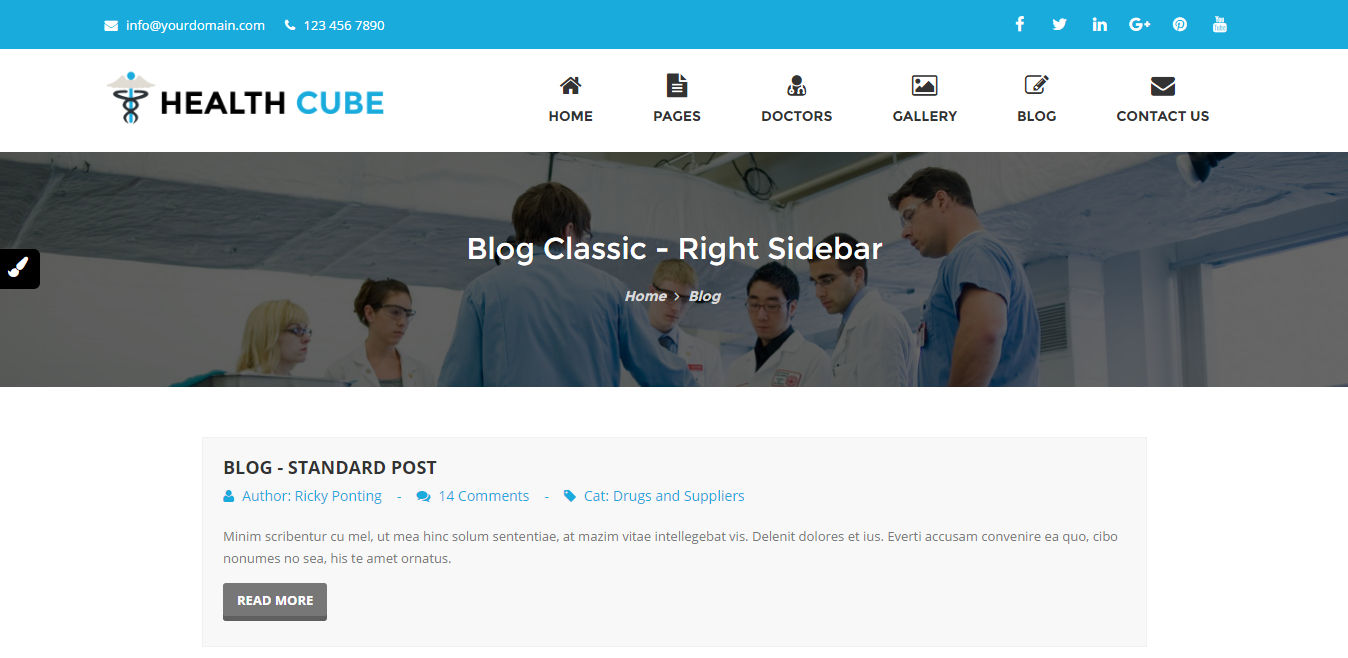 info@yourdomain.com 123 456 7890
HEALTH CUBE
HOME PAGES DOCTORS GALLERY BLOG CONTACT US
Blog Classic - Right Sidebar
Home > Blog
BLOG - STANDARD POST
Author: Ricky Ponting - 14 Comments - Cat: Drugs and Suppliers
Minim scribentur cu mel, ut mea hinc solum sententiae, at mazim vitae intellegebat vis. Delenit dolores et ius. Everti accusam convenire ea quo, cibo
nonumes no sea, his te amet ornatus.
READ MORE